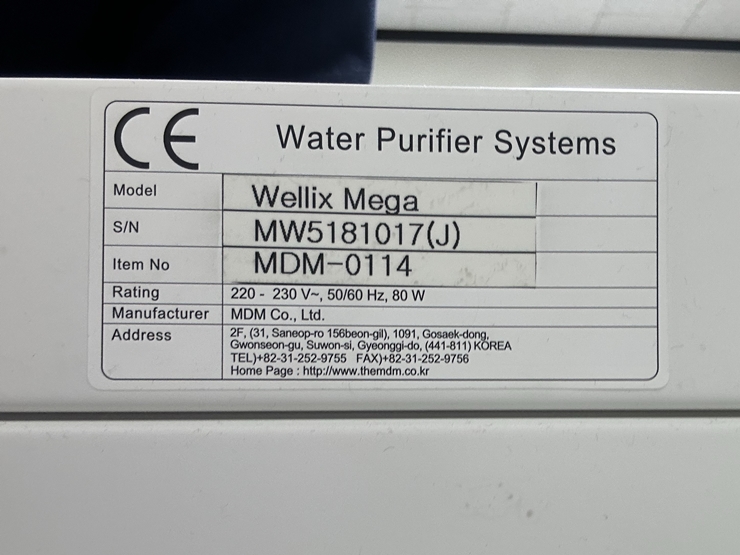 CE Water Purifier Systems
Model Wellix Mega
S/N MW5181017(J)
Item No MDM-0114
Rating 220 - 230 V~, 50/60 Hz, 80 W
Manufacturer MDM Co., Ltd.
Address 2F, (31, Saneop-ro 156beon-gil), 1091, Gosaek-dong,
Gwonseon-gu, Suwon-si, Gyeonggi-do, (441-811) KOREA
TEL)+82-31-252-9755 FAX)+82-31-252-9756
Home Page : http://www.themdm.co.kr